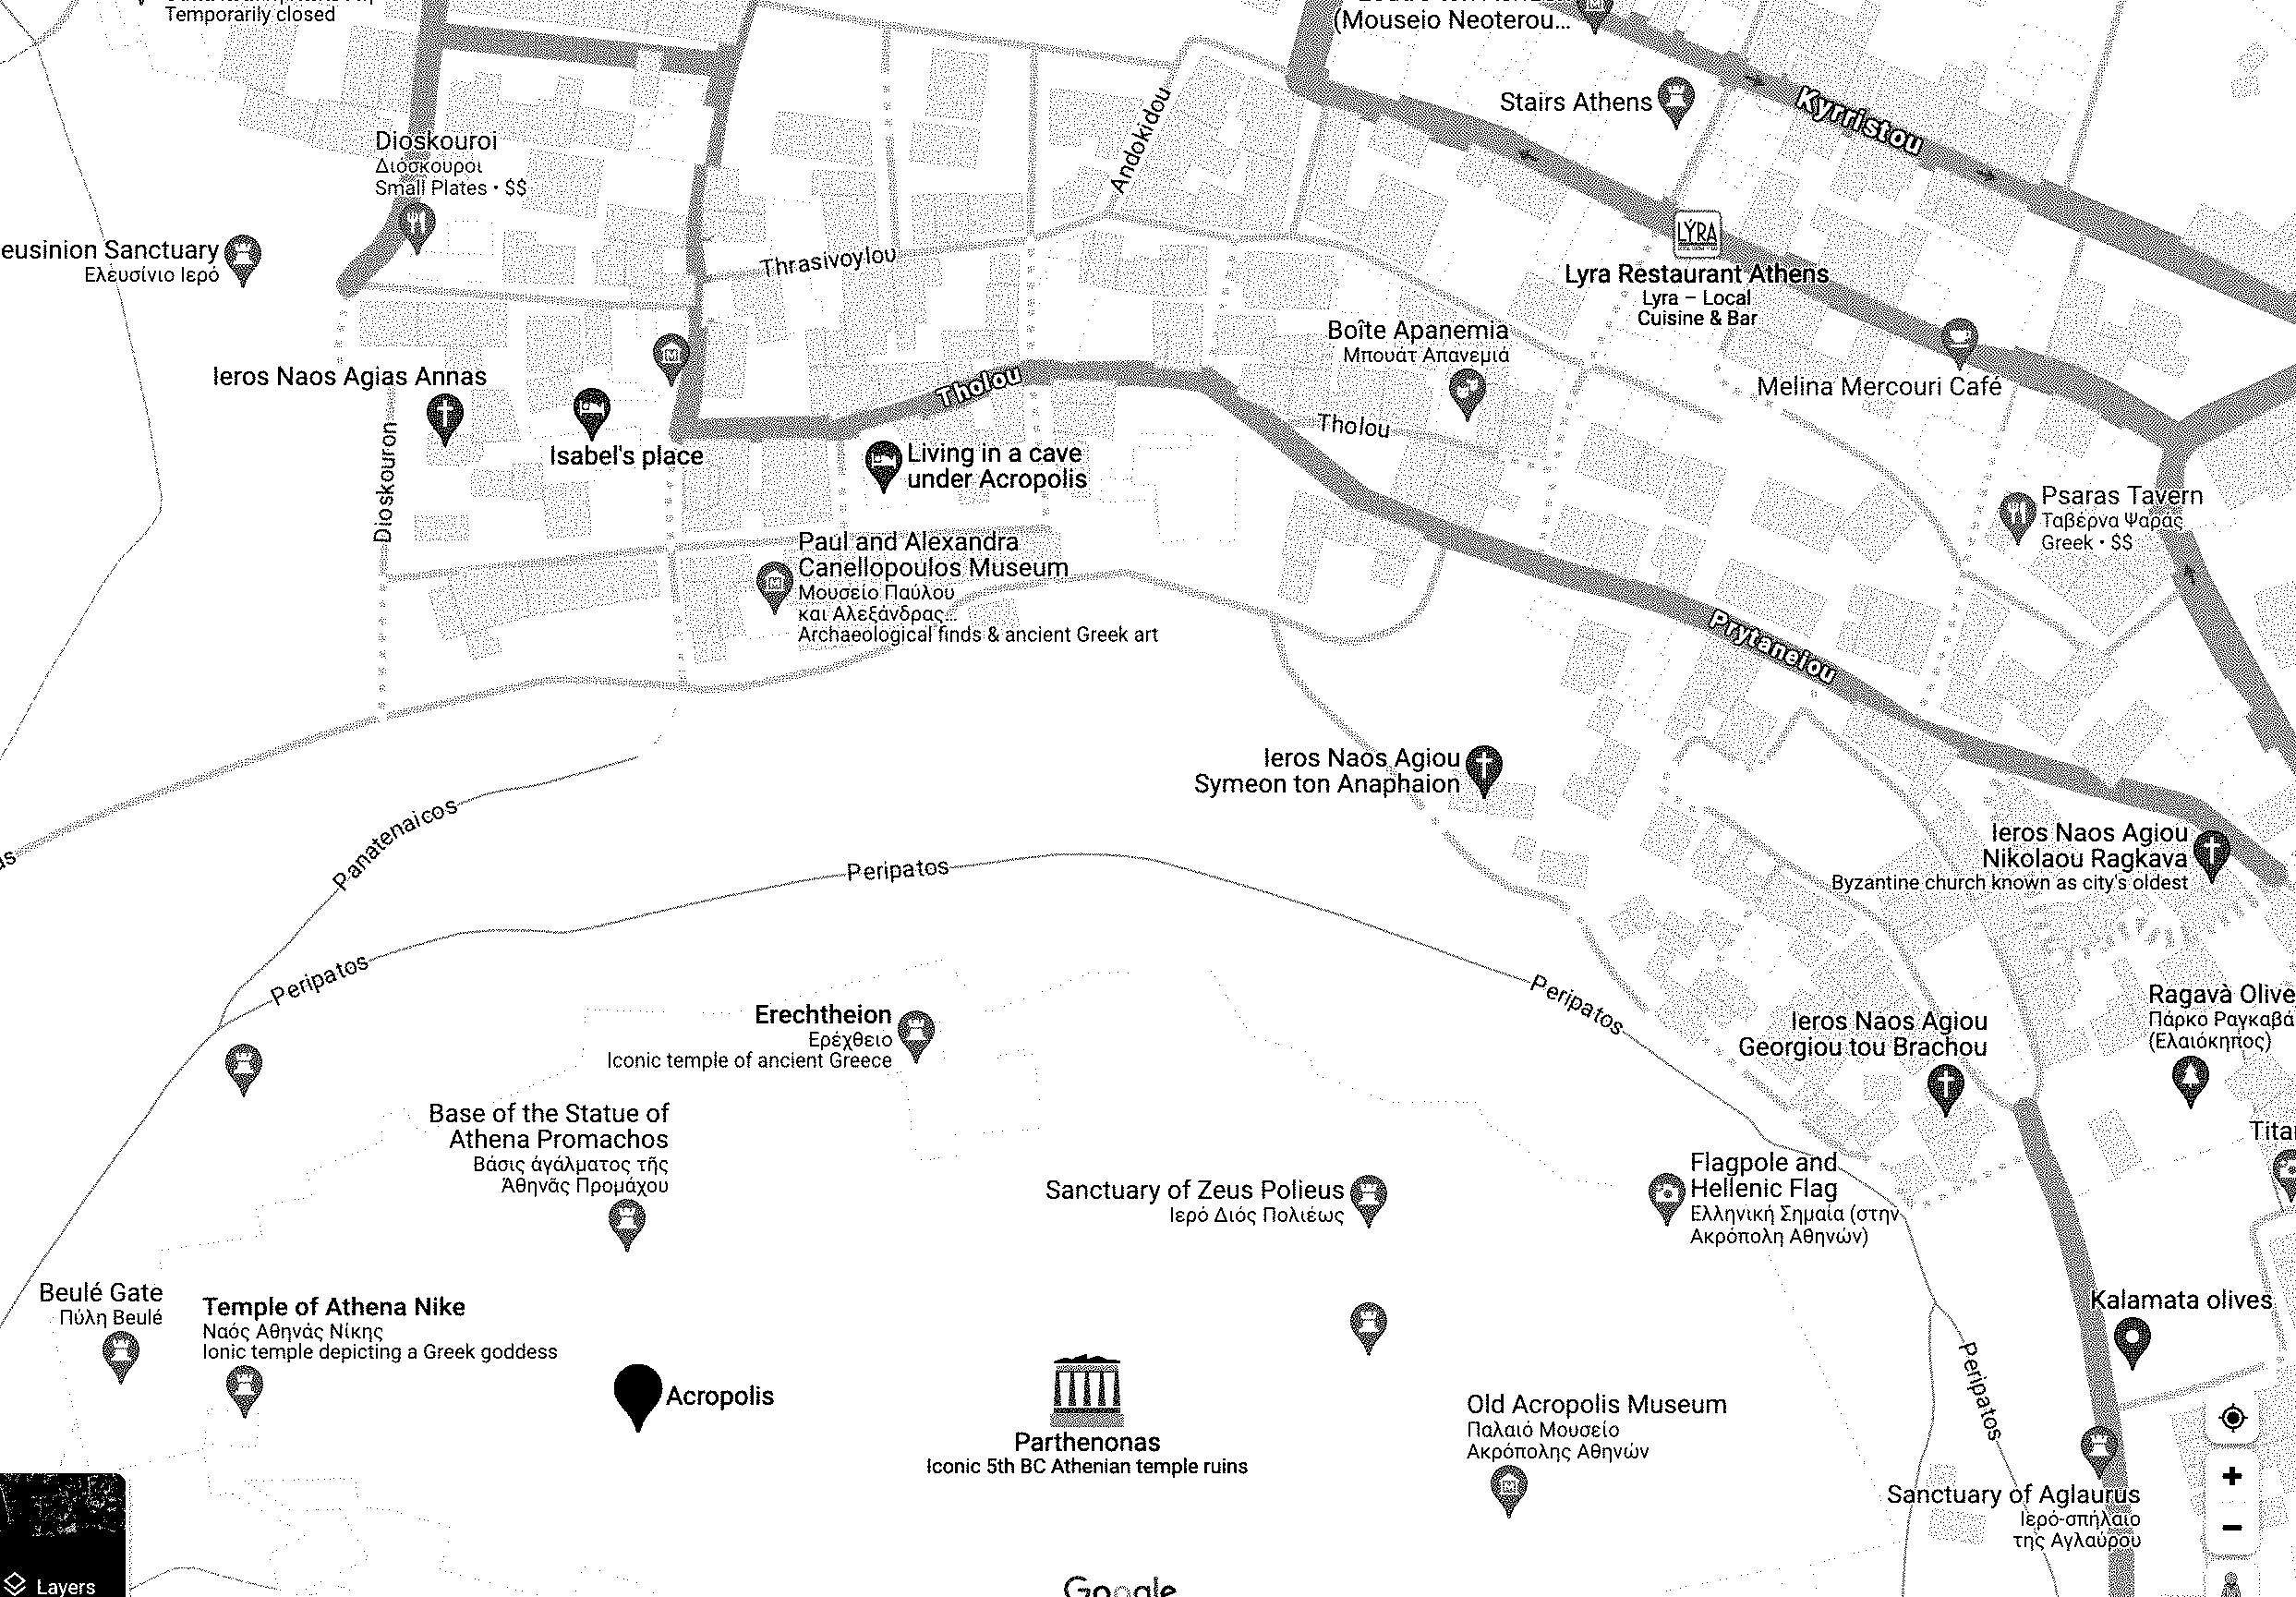 Temporarily closed
(Mouseio Neoterou...
Stairs Athens
Kyrristou
Andokidou
Dioskouroi
Διόσκουροι
Small Plates • $$
eusinion Sanctuary
Ελευσίνιο Ιερό
Thrasivoylou
LÝRA
Lyra Restaurant Athens
Lyra – Local
Cuisine & Bar
Boîte Apanemia
Μπουάτ Απανεμιά
Melina Mercouri Café
Ieros Naos Agias Annas
Isabel's place
Tholou
Tholou
Dioskouron
Living in a cave
under Acropolis
Psaras Tavern
Ταβέρνα Ψαράς
Greek • $$
Paul and Alexandra
Canellopoulos Museum
Μουσείο Παύλου
και Αλεξάνδρας...
Archaeological finds & ancient Greek art
Prytaneiou
Ieros Naos Agiou
Symeon ton Anaphaion
Panatenaicos
Peripatos
Ieros Naos Agiou
Nikolaou Ragkava
Byzantine church known as city's oldest
Peripatos
Peripatos
Erechtheion
Ερέχθειο
Iconic temple of ancient Greece
Ragavà Olive
Πάρκο Ραγκαβά
(Ελαιόκηπος)
Ieros Naos Agiou
Georgiou tou Brachou
Base of the Statue of
Athena Promachos
Βάσις ἀγάλματος τῆς
Ἀθηνᾶς Προμάχου
Tita
Sanctuary of Zeus Polieus
Ιερό Διός Πολιέως
Flagpole and
Hellenic Flag
Ελληνική Σημαία (στην
Ακρόπολη Αθηνών)
Beulé Gate
Πύλη Beulé
Temple of Athena Nike
Ναός Αθηνάς Νίκης
Ionic temple depicting a Greek goddess
Kalamata olives
Peripatos
Acropolis
Parthenonas
Iconic 5th BC Athenian temple ruins
Old Acropolis Museum
Παλαιό Μουσείο
Ακρόπολης Αθηνών
Sanctuary of Aglaurus
Ιερό-σπήλαιο
της Αγλαύρου
Layers
Google